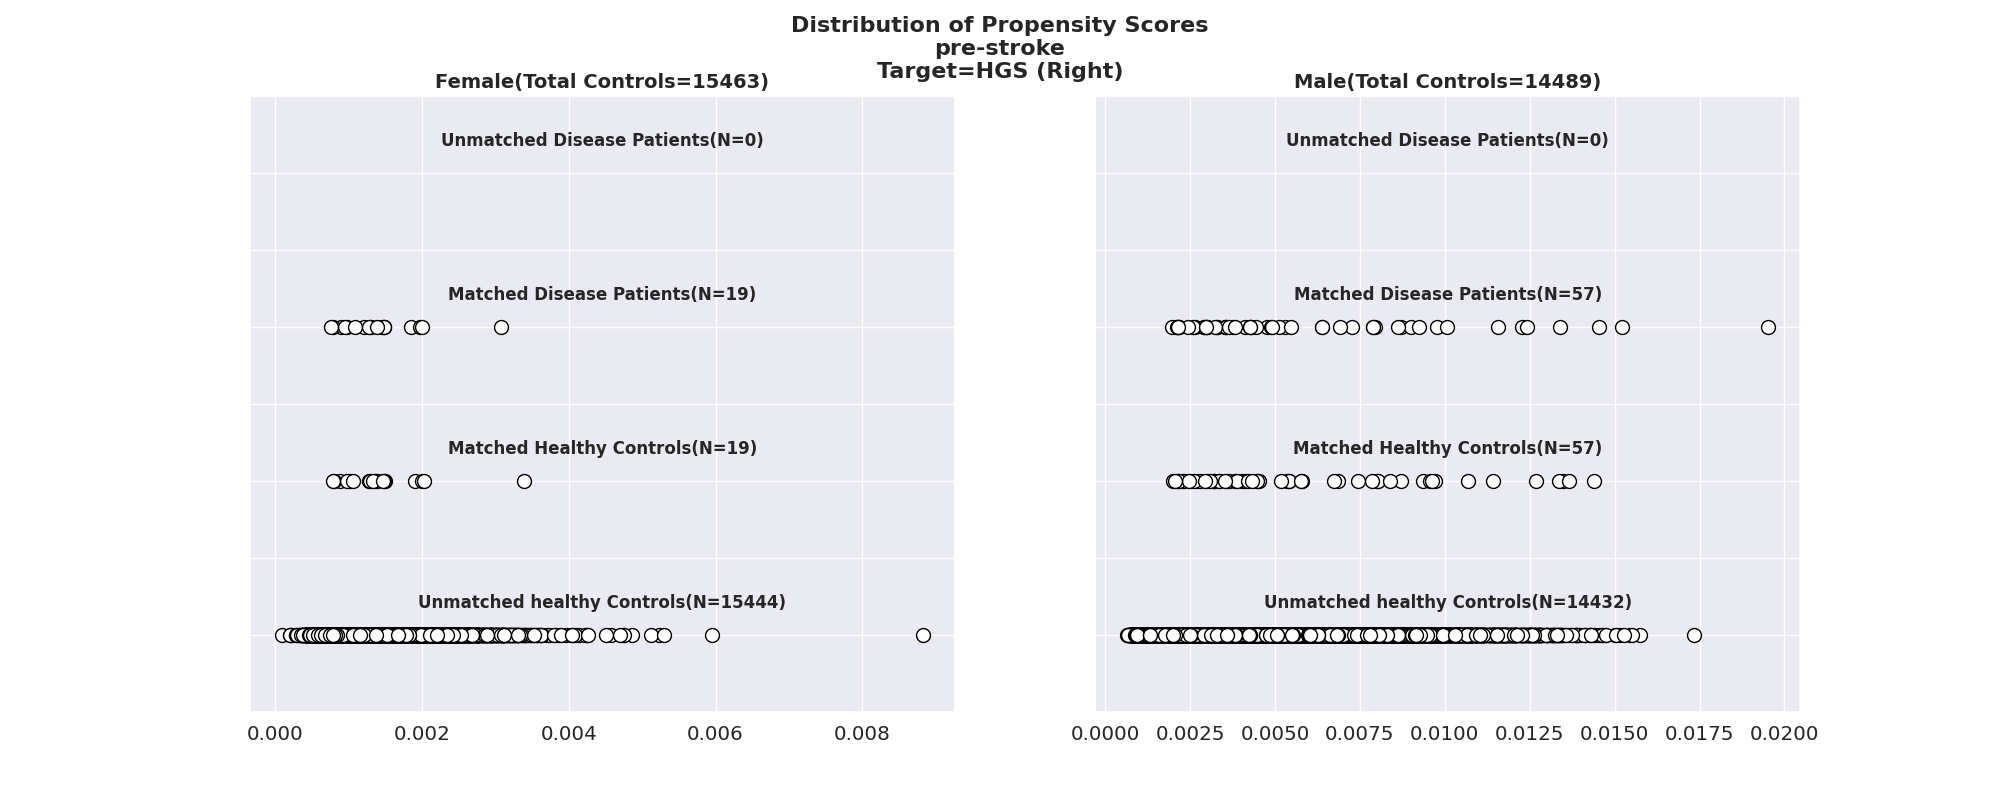 Distribution of Propensity Scores
pre-stroke
Target=HGS (Right)
Female(Total Controls=15463)
Unmatched Disease Patients(N=0)
Matched Disease Patients(N=19)
Matched Healthy Controls(N=19)
Unmatched healthy Controls(N=15444)
0.000 0.002 0.004 0.006 0.008
Male(Total Controls=14489)
Unmatched Disease Patients(N=0)
Matched Disease Patients(N=57)
Matched Healthy Controls(N=57)
Unmatched healthy Controls(N=14432)
0.0000 0.0025 0.0050 0.0075 0.0100 0.0125 0.0150 0.0175 0.0200